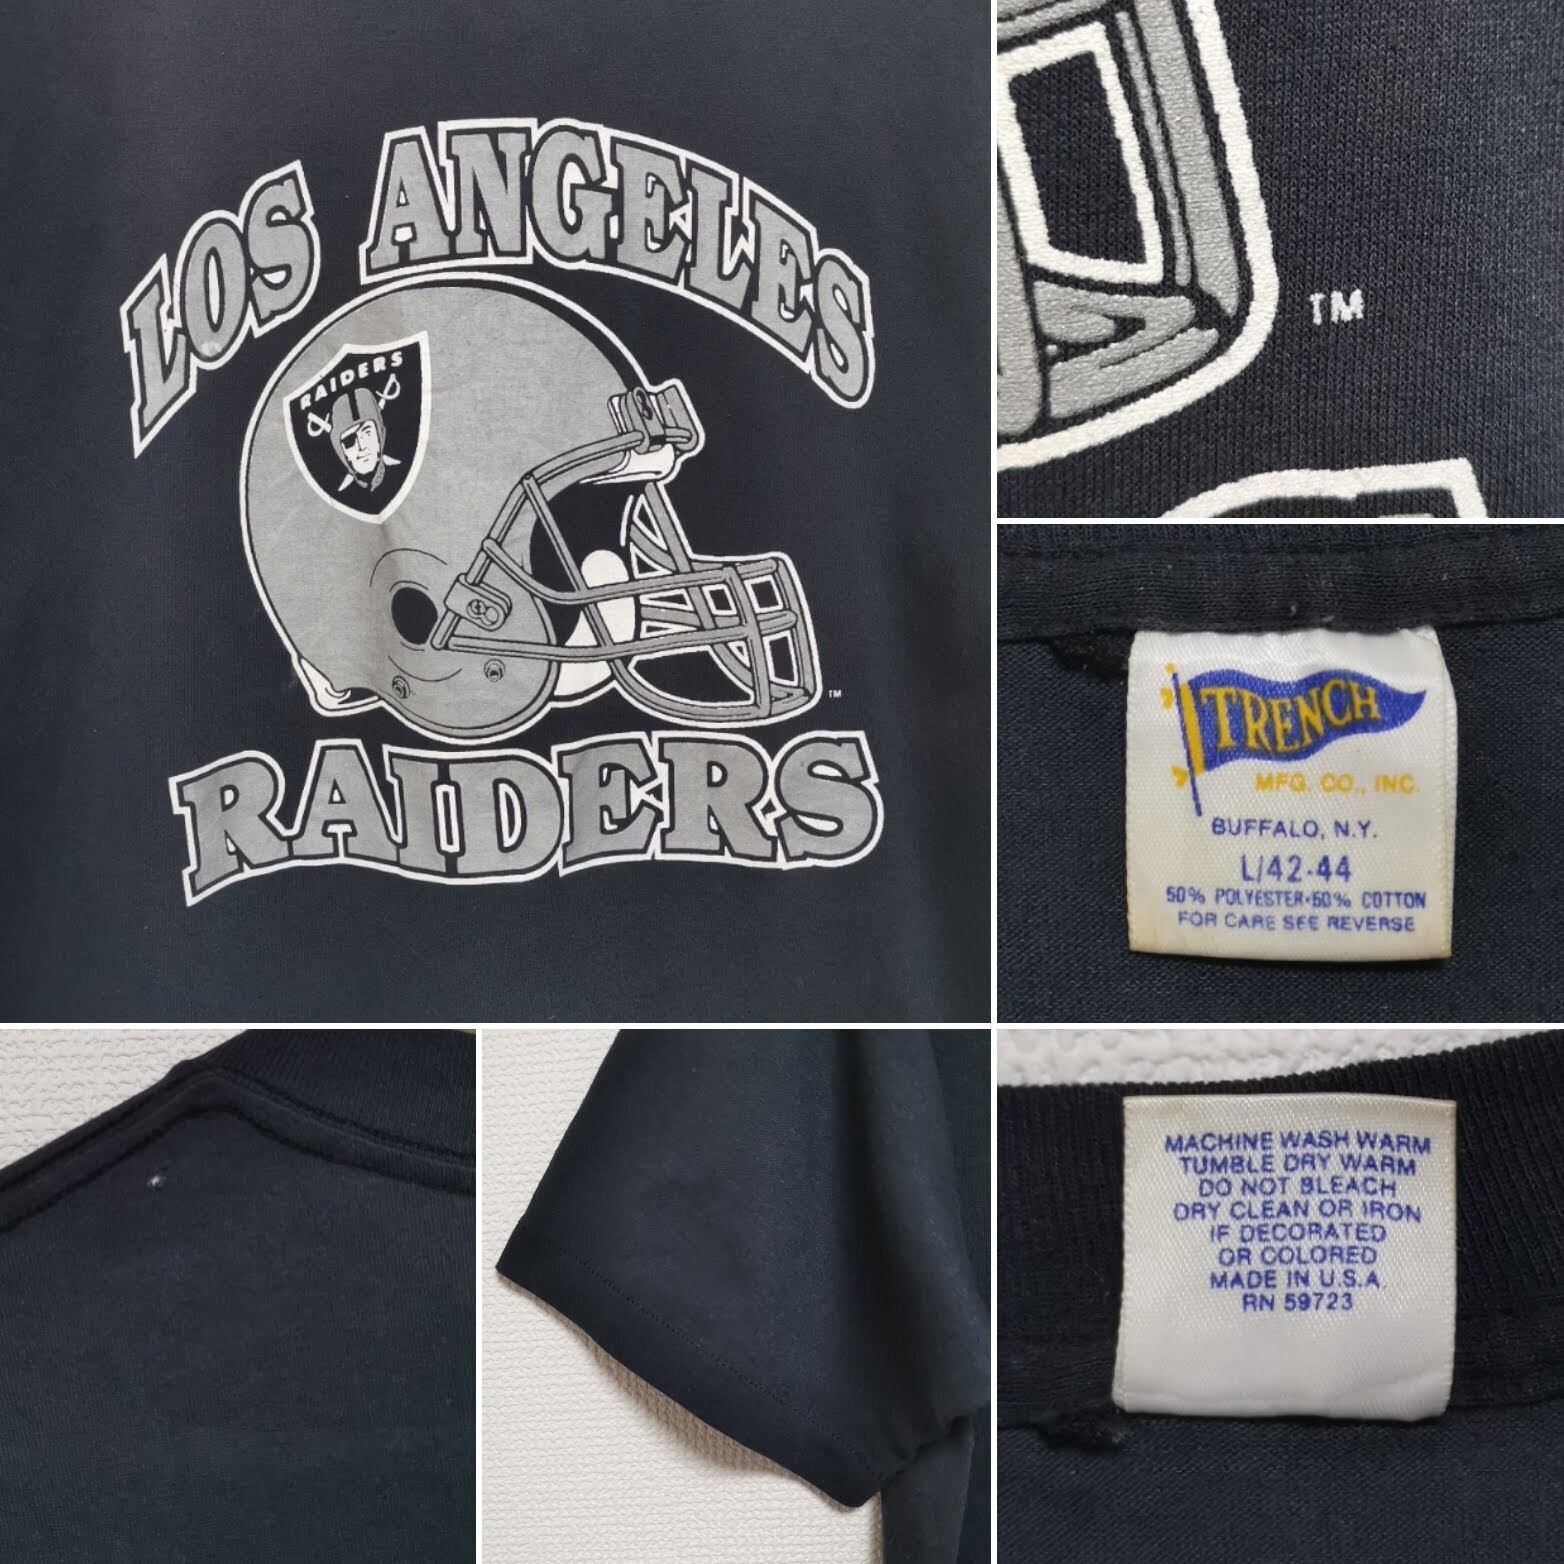 LOS ANGELES
RAIDERS
TM
RAIDERS
TM
TRENCH
MFG. CO., INC.
BUFFALO, N.Y.
L/42-44
50% POLYESTER·50% COTTON
FOR CARE SEE REVERSE
MACHINE WASH WARM
TUMBLE DRY WARM
DO NOT BLEACH
DRY CLEAN OR IRON
IF DECORATED
OR COLORED
MADE IN U.S.A
RN 59723